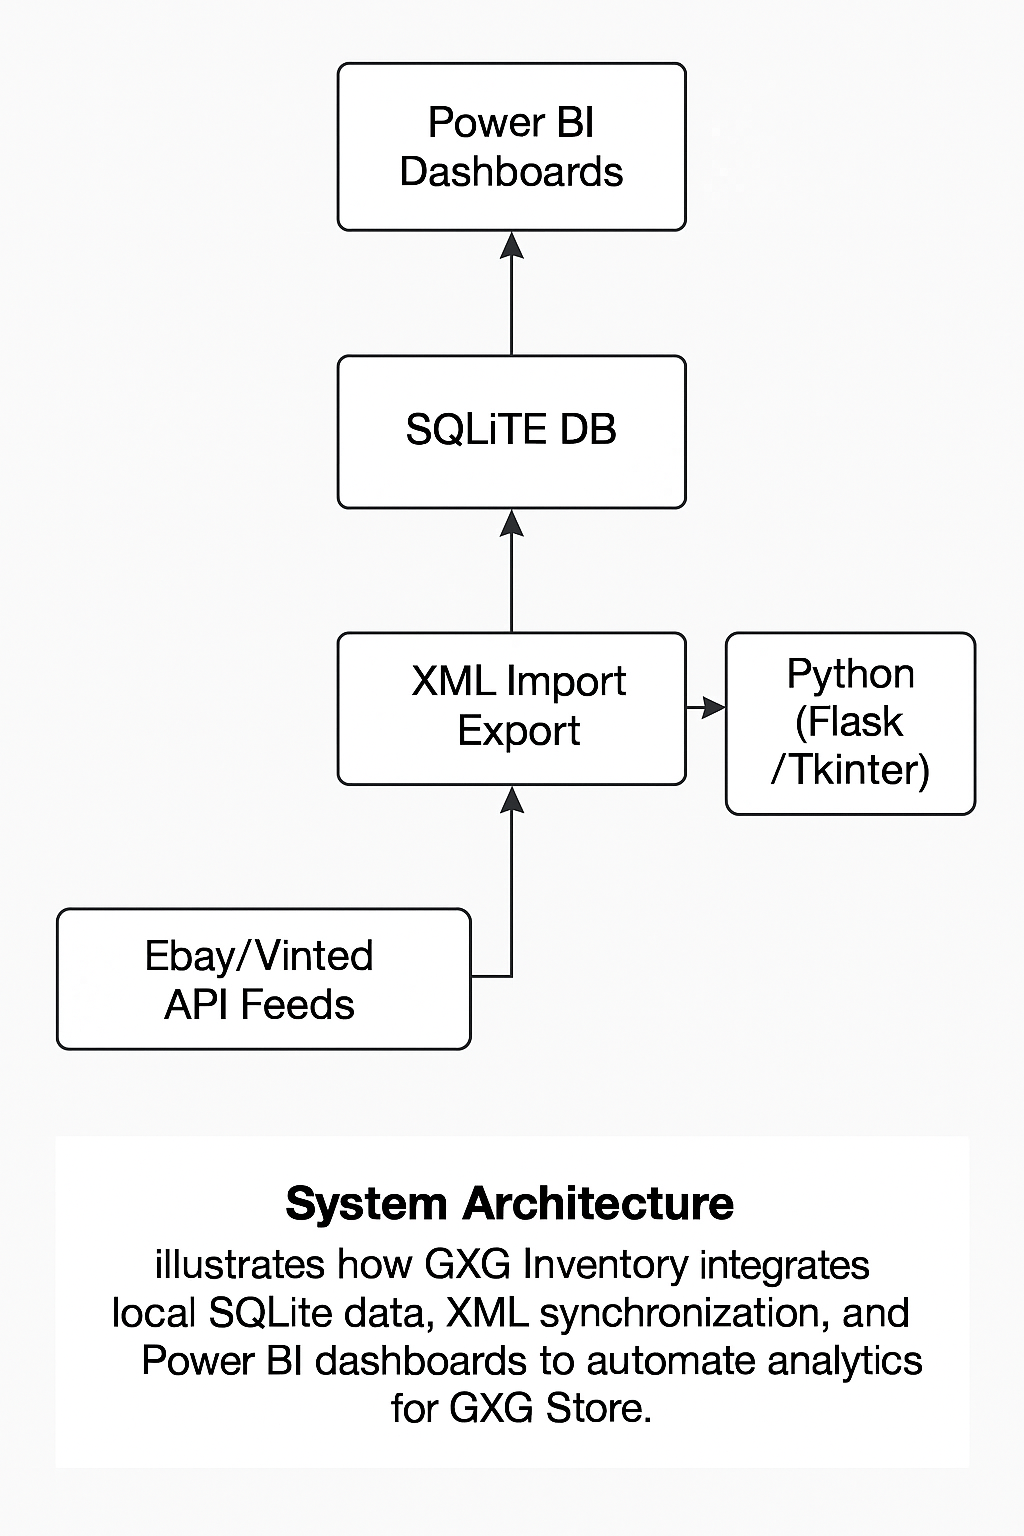 Power BI
Dashboards
SQLiTE DB
XML Import
Export
Python
(Flask
/Tkinter)
Ebay/Vinted
API Feeds
System Architecture
illustrates how GXG Inventory integrates
local SQLite data, XML synchronization, and
Power BI dashboards to automate analytics
for GXG Store.